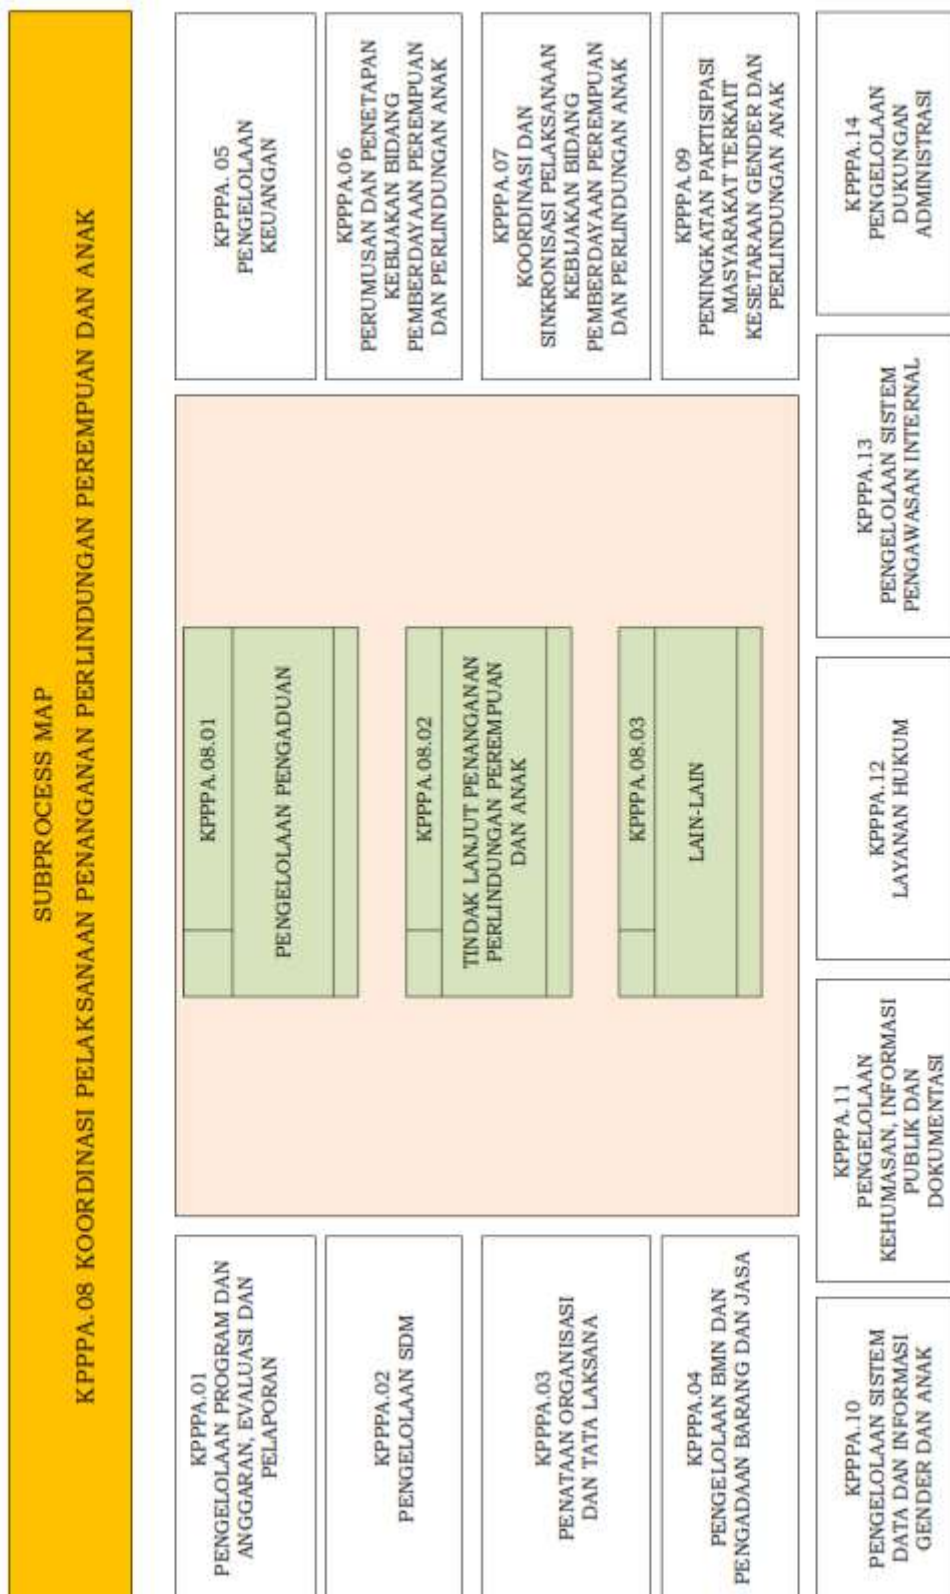 SUBPROCESS MAP
KPPPA.08 KOORDINASI PELAKSANAAN PENANGANAN PERLINDUNGAN PEREMPUAN DAN ANAK
KPPPA.01
PENGELOLAAN PROGRAM DAN
ANGGARAN, EVALUASI DAN
PELAPORAN
KPPPA.02
PENGELOLAAN SDM
KPPPA.03
PENATAAN ORGANISASI
DAN TATA LAKSANA
KPPPA.04
PENGELOLAAN BMN DAN
PENGADAAN BARANG DAN JASA
KPPPA.08.01
PENGELOLAAN PENGADUAN
KPPPA.08.02
TINDAK LANJUT PENANGANAN
PERLINDUNGAN PEREMPUAN
DAN ANAK
KPPPA.08.03
LAIN-LAIN
KPPPA. 05
PENGELOLAAN
KEUANGAN
KPPPA.06
PERUMUSAN DAN PENETAPAN
KEBIJAKAN BIDANG
PEMBERDAYAAN PEREMPUAN
DAN PERLINDUNGAN ANAK
KPPPA.07
KOORDINASI DAN
SINKRONISASI PELAKSANAAN
KEBIJAKAN BIDANG
PEMBERDAYAAN PEREMPUAN
DAN PERLINDUNGAN ANAK
KPPPA.09
PENINGKATAN PARTISIPASI
MASYARAKAT TERKAIT
KESETARAN GENDER DAN
PERLINDUNGAN ANAK
KPPPA.10
PENGELOLAAN SISTEM
DATA DAN INFORMASI
GENDER DAN ANAK
KPPPA.11
PENGELOLAAN
KEHUMASAN, INFORMASI
PUBLIK DAN
DOKUMENTASI
KPPPA.12
LAYANAN HUKUM
KPPPA.13
PENGELOLAAN SISTEM
PENGAWASAN INTERNAL
KPPPA.14
PENGELOLAAN
DUKUNGAN
ADMINISTRASI